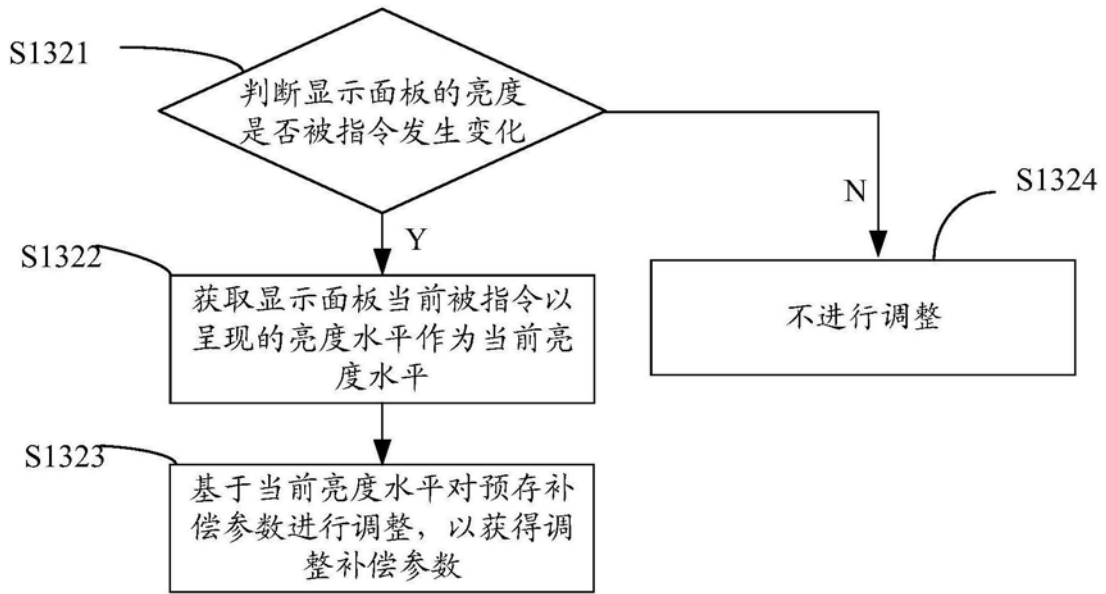 S1321
判断显示面板的亮度
是否被指令发生变化
S1324
N
Y
S1322
获取显示面板当前被指令以
呈现的亮度水平作为当前亮
度水平
不进行调整
S1323
基于当前亮度水平对预存补
偿参数进行调整，以获得调
整补偿参数